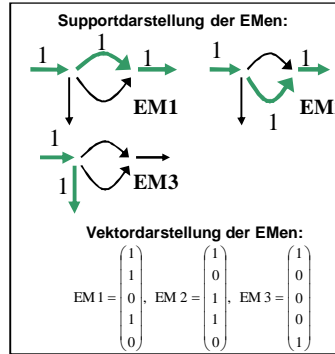 Supportdarstellung der EMen:
1 1 1 1 1
EM1 EM
1
1
EM3
1
Vektordarstellung der EMen:
EM 1 = (1 1 0 1 0), EM 2 = (1 0 1 1 0), EM 3 = (1 0 0 0 1)